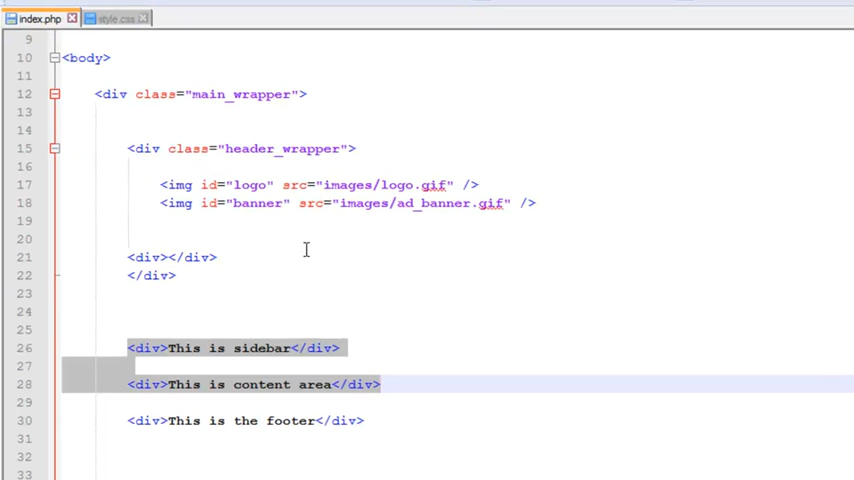 index.php style.css
9
10 <body>
11
12 <div class="main_wrapper">
13
14
15 <div class="header_wrapper">
16
17 <img id="logo" src="images/logo.gif" />
18 <img id="banner" src="images/ad_banner.gif" />
19
20
21 <div></div>
22 </div>
23
24
25
26 <div>This is sidebar</div>
27
28 <div>This is content area</div>
29
30 <div>This is the footer</div>
31
32
33